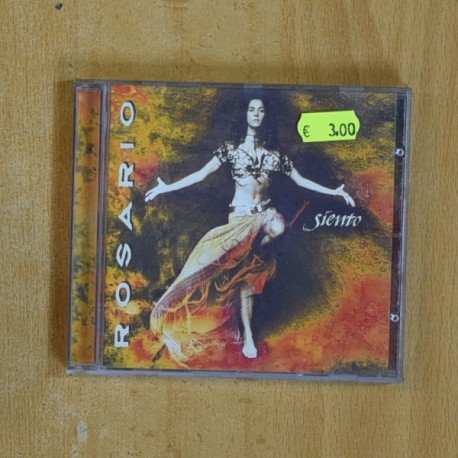 ROSARIO
€ 3.00
siento